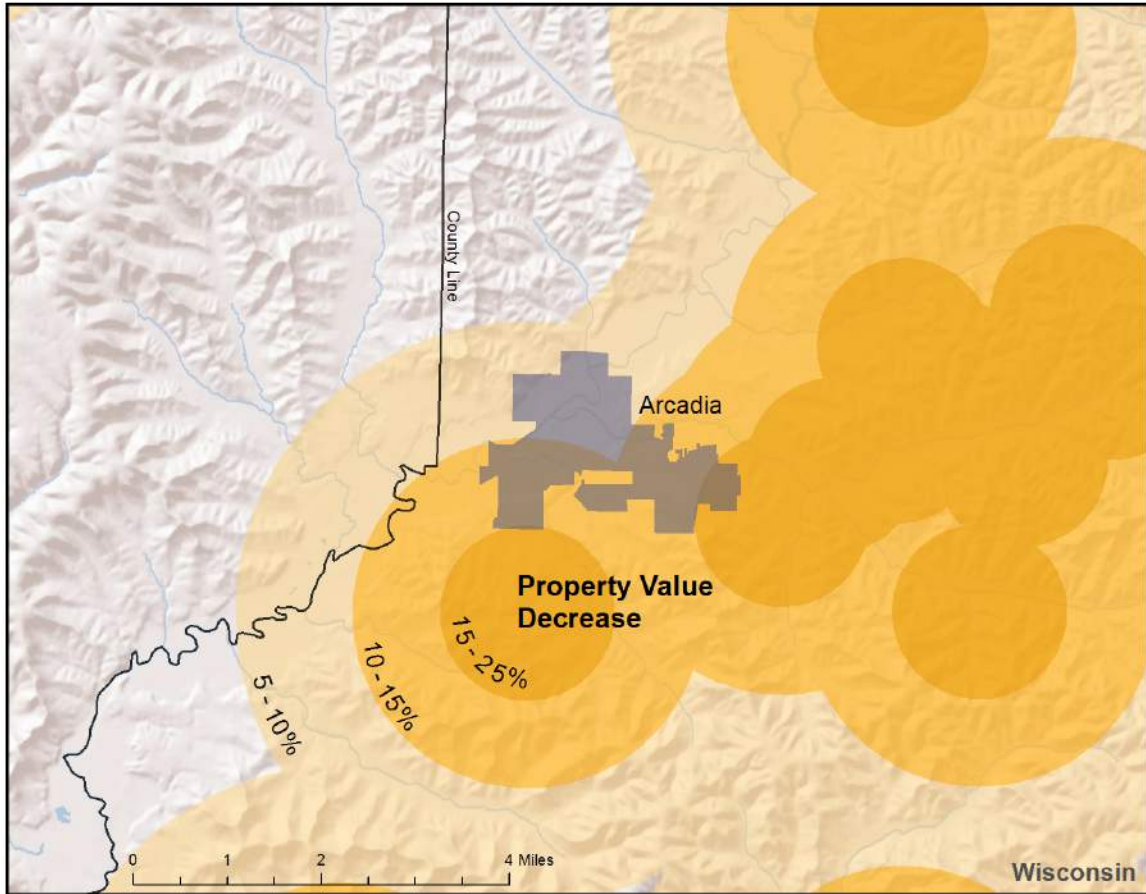 County Line
Arcadia
Property Value
Decrease
15 - 25%
10 - 15%
5 - 10%
0 1 2 4 Miles
Wisconsin